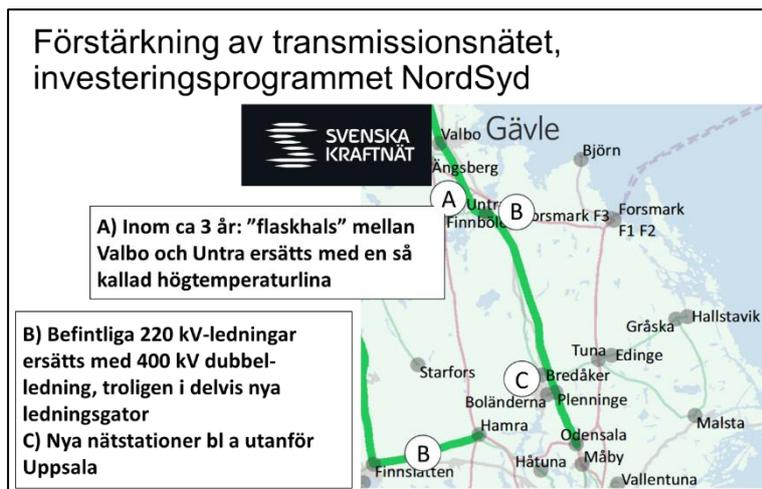 Förstärkning av transmissionsnätet,
investeringsprogrammet NordSyd
SVENSKA
KRAFTNÄT
Valbo
Gävle
Björn
Ängsberg
A
B
Untra
Finnböle
Forsmark F3
Forsmark
F1 F2
A) Inom ca 3 år: ”flaskhals” mellan
Valbo och Untra ersätts med en så
kallad högtemperaturlina
B) Befintliga 220 kV-ledningar
ersätts med 400 kV dubbel-
ledning, troligen i delvis nya
ledningsgator
C) Nya nätstationer bl a utanför
Uppsala
Gråska
Hallstavik
Tuna
Edinge
Starfors
C
Bredåker
Boländerna
Plenninge
Malsta
Hamra
Odensala
B
Håtuna
Måby
Finnslätten
Vallentuna